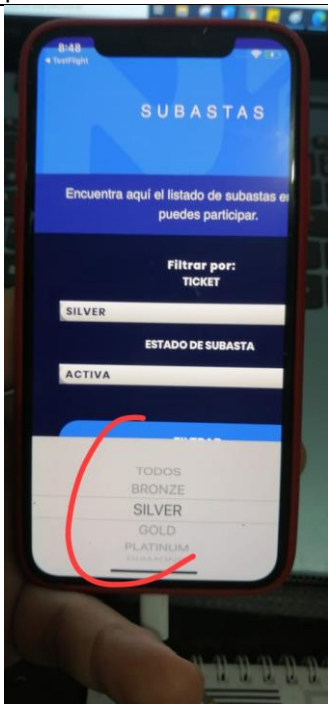 8:48
◀ TestFlight
SUBASTAS
Encuentra aquí el listado de subastas e
puedes participar.
Filtrar por:
TICKET
SILVER
ESTADO DE SUBASTA
ACTIVA
FILTRAR
TODOS
BRONZE
SILVER
GOLD
PLATINUM